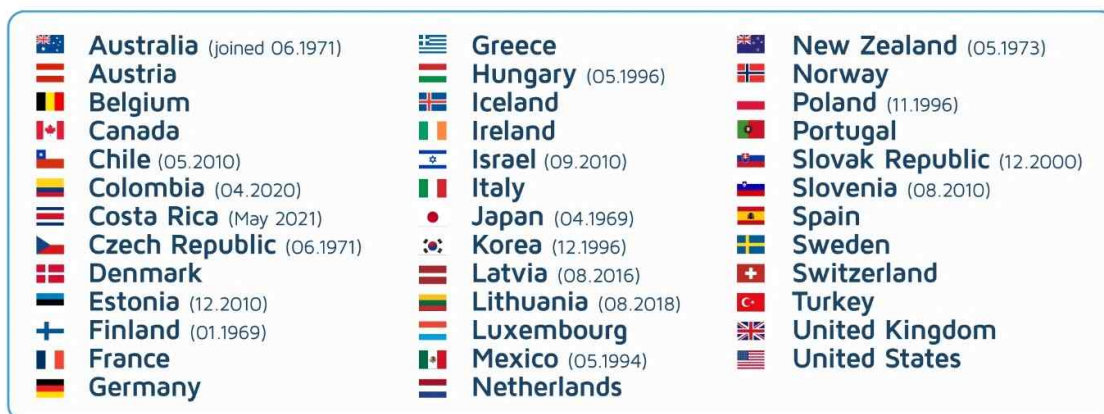 Australia (joined 06.1971)
Austria
Belgium
Canada
Chile (05.2010)
Colombia (04.2020)
Costa Rica (May 2021)
Czech Republic (06.1971)
Denmark
Estonia (12.2010)
Finland (01.1969)
France
Germany
Greece
Hungary (05.1996)
Iceland
Ireland
Israel (09.2010)
Italy
Japan (04.1969)
Korea (12.1996)
Latvia (08.2016)
Lithuania (08.2018)
Luxembourg
Mexico (05.1994)
Netherlands
New Zealand (05.1973)
Norway
Poland (11.1996)
Portugal
Slovak Republic (12.2000)
Slovenia (08.2010)
Spain
Sweden
Switzerland
Turkey
United Kingdom
United States